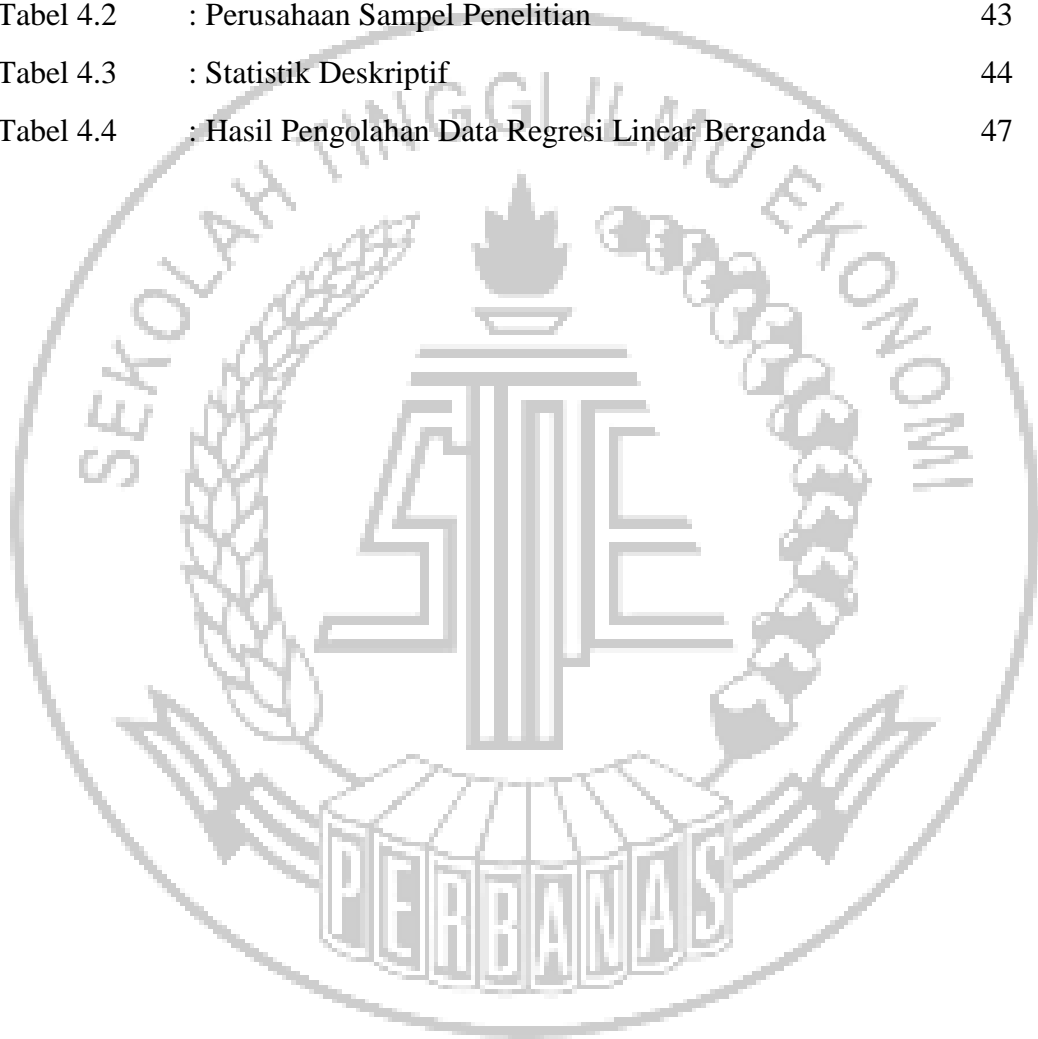 Tabel 4.2 : Perusahaan Sampel Penelitian 43
Tabel 4.3 : Statistik Deskriptif 44
Tabel 4.4 : Hasil Pengolahan Data Regresi Linear Berganda 47
SEKOLAH TINGGI ILMU EKONOMI
STIE
PERBANAS